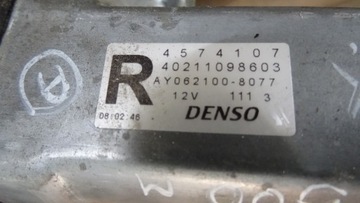 R
4574107
40211098603
AY062100-8077
12V 111 3
08:02:46
DENSO
R